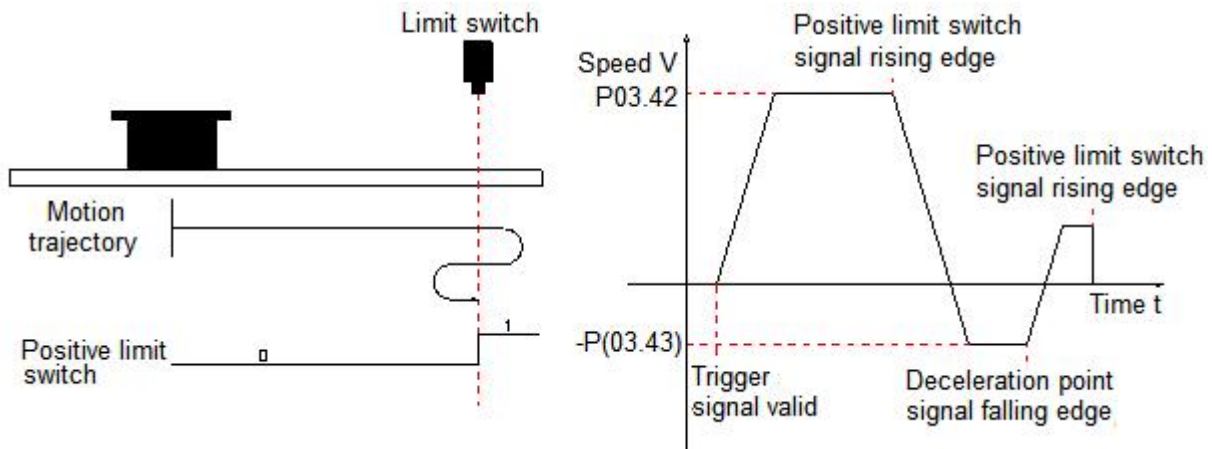 Limit switch
Motion
trajectory
0
1
Positive limit
switch
Positive limit switch
signal rising edge
Speed V
P03.42
Positive limit switch
signal rising edge
Time t
-P(03.43)
Trigger
signal valid
Deceleration point
signal falling edge